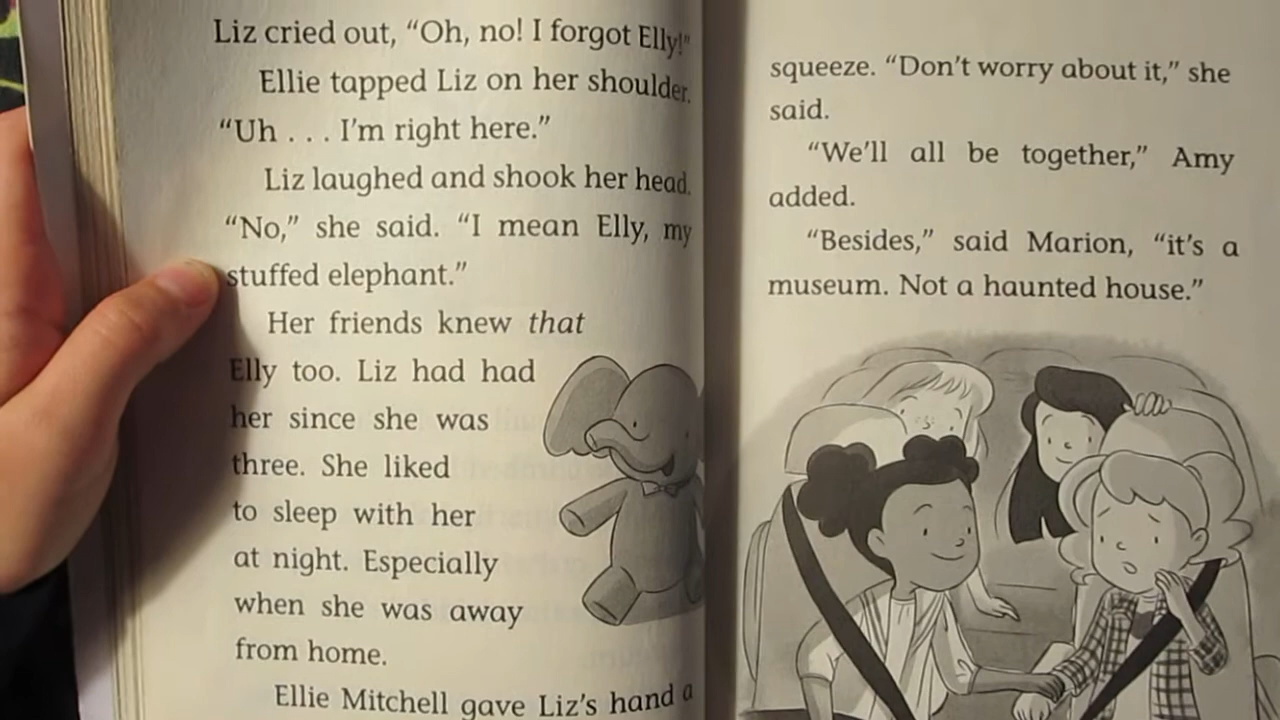 Liz cried out, “Oh, no! I forgot Elly!”
Ellie tapped Liz on her shoulder.
“Uh . . . I’m right here.”
Liz laughed and shook her head.
“No,” she said. “I mean Elly, my
stuffed elephant.”
Her friends knew that
Elly too. Liz had had
her since she was
three. She liked
to sleep with her
at night. Especially
when she was away
from home.
Ellie Mitchell gave Liz’s hand a
squeeze. “Don’t worry about it,” she
said.
“We’ll all be together,” Amy
added.
“Besides,” said Marion, “it’s a
museum. Not a haunted house.”